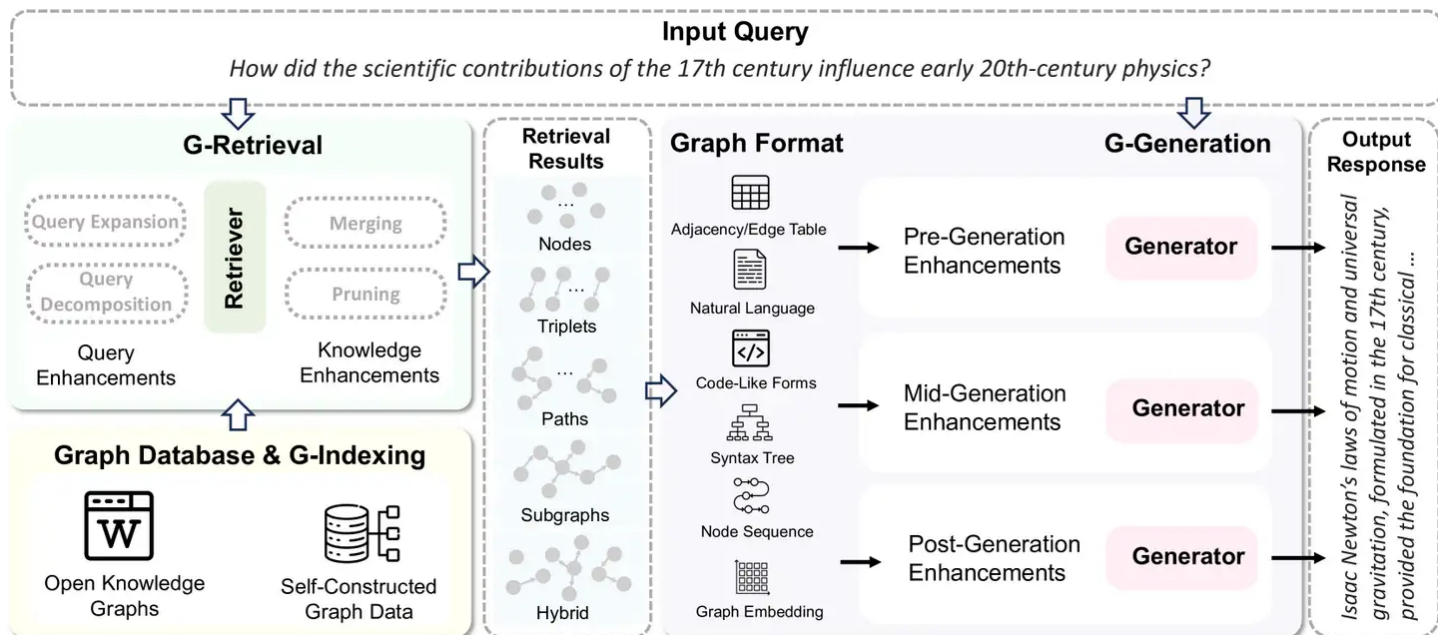 Input Query
How did the scientific contributions of the 17th century influence early 20th-century physics?
G-Retrieval
Query Expansion
Query
Decomposition
Query
Enhancements
Retriever
Merging
Pruning
Knowledge
Enhancements
Graph Database & G-Indexing
W
Open Knowledge
Graphs
Self-Constructed
Graph Data
Retrieval
Results
...
Nodes
...
Triplets
...
Paths
Subgraphs
Hybrid
Graph Format
Adjacency/Edge Table
Natural Language
</>
Code-Like Forms
Syntax Tree
Node Sequence
Graph Embedding
G-Generation
Pre-Generation
Enhancements
Generator
Mid-Generation
Enhancements
Generator
Post-Generation
Enhancements
Generator
Output
Response
Isaac Newton's laws of motion and universal
gravitation, formulated in the 17th century,
provided the foundation for classical ...